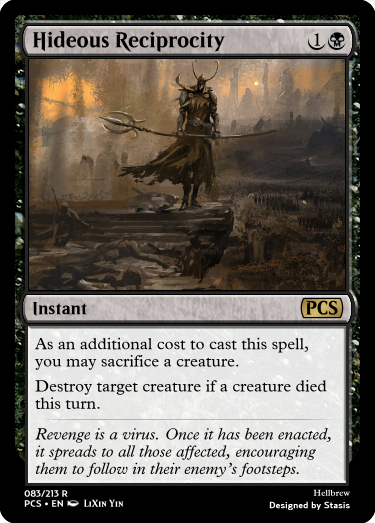 Hideous Reciprocity 1
Instant PCS
As an additional cost to cast this spell,
you may sacrifice a creature.
Destroy target creature if a creature died
this turn.
Revenge is a virus. Once it has been enacted,
it spreads to all those affected, encouraging
them to follow in their enemy's footsteps.
083/213 R Hellbrew
PCS • EN LiXin Yin Designed by Stasis